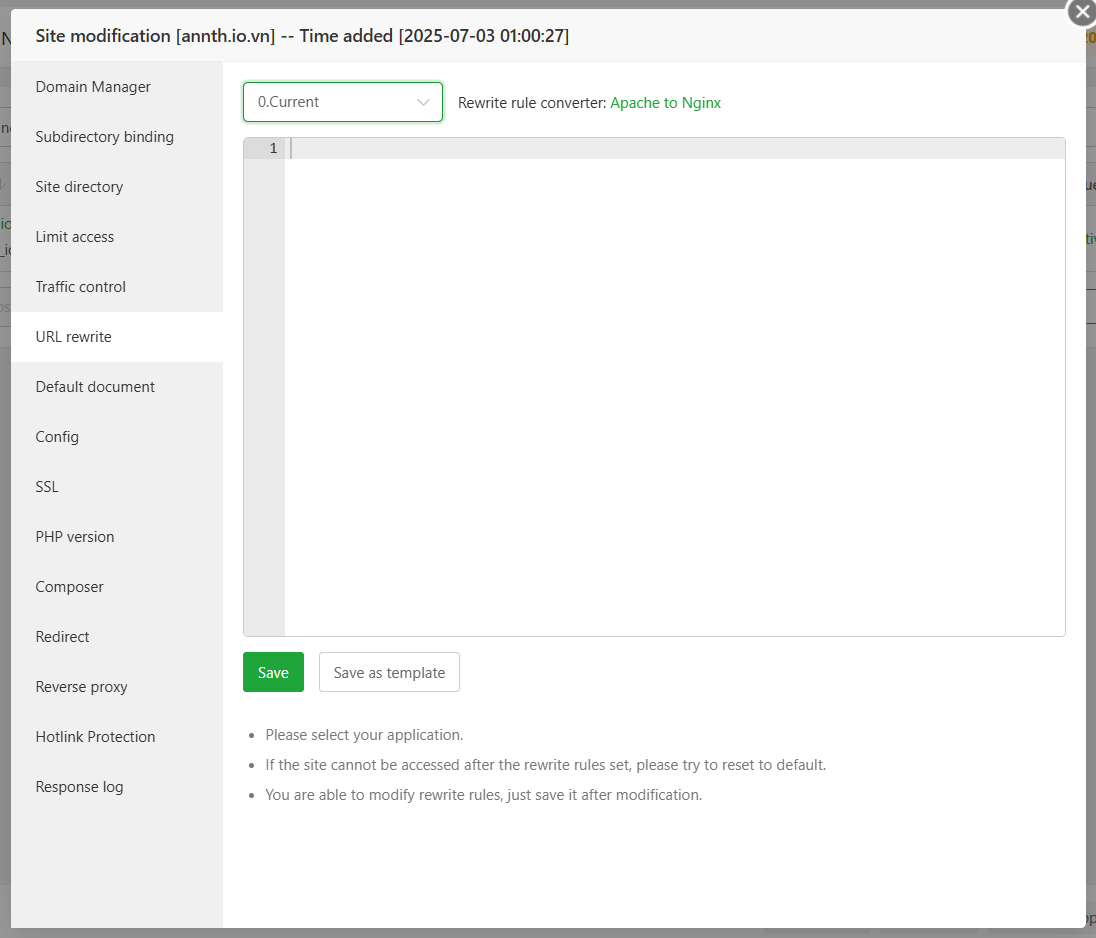 Site modification [annth.io.vn] -- Time added [2025-07-03 01:00:27]
Domain Manager
Subdirectory binding
Site directory
Limit access
Traffic control
URL rewrite
Default document
Config
SSL
PHP version
Composer
Redirect
Reverse proxy
Hotlink Protection
Response log
0.Current
Rewrite rule converter: Apache to Nginx
1
Save
Save as template
Please select your application.
If the site cannot be accessed after the rewrite rules set, please try to reset to default.
You are able to modify rewrite rules, just save it after modification.